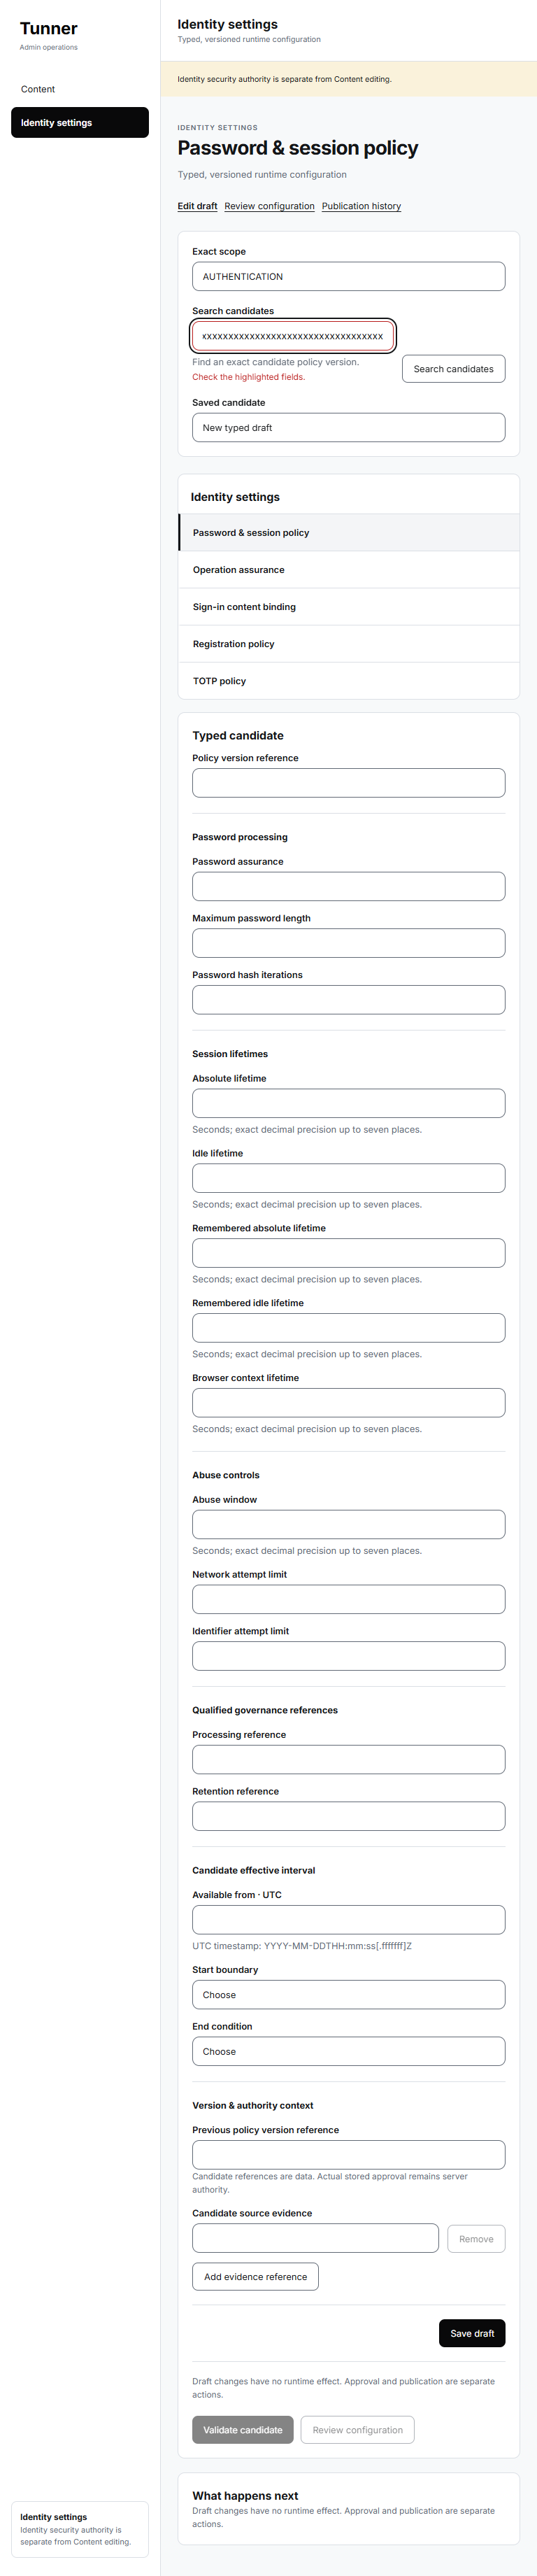 Tunner
Admin operations
Content
Identity settings
Identity settings
Identity security authority is
separate from Content editing.
Identity settings
Typed, versioned runtime configuration
Identity security authority is separate from Content editing.
IDENTITY SETTINGS
Password & session policy
Typed, versioned runtime configuration
Edit draft Review configuration Publication history
Exact scope
AUTHENTICATION
Search candidates
Find an exact candidate policy version.
Check the highlighted fields.
Search candidates
Saved candidate
New typed draft
Identity settings
Password & session policy
Operation assurance
Sign-in content binding
Registration policy
TOTP policy
Typed candidate
Policy version reference
Password processing
Password assurance
Maximum password length
Password hash iterations
Session lifetimes
Absolute lifetime
Seconds; exact decimal precision up to seven places.
Idle lifetime
Seconds; exact decimal precision up to seven places.
Remembered absolute lifetime
Seconds; exact decimal precision up to seven places.
Remembered idle lifetime
Seconds; exact decimal precision up to seven places.
Browser context lifetime
Seconds; exact decimal precision up to seven places.
Abuse controls
Abuse window
Seconds; exact decimal precision up to seven places.
Network attempt limit
Identifier attempt limit
Qualified governance references
Processing reference
Retention reference
Candidate effective interval
Available from · UTC
UTC timestamp: YYYY-MM-DDTHH:mm:ss[.fffffff]Z
Start boundary
Choose
End condition
Choose
Version & authority context
Previous policy version reference
Candidate references are data. Actual stored approval remains server
authority.
Candidate source evidence
Remove
Add evidence reference
Save draft
Draft changes have no runtime effect. Approval and publication are separate
actions.
Validate candidate Review configuration
What happens next
Draft changes have no runtime effect. Approval and publication are separate
actions.